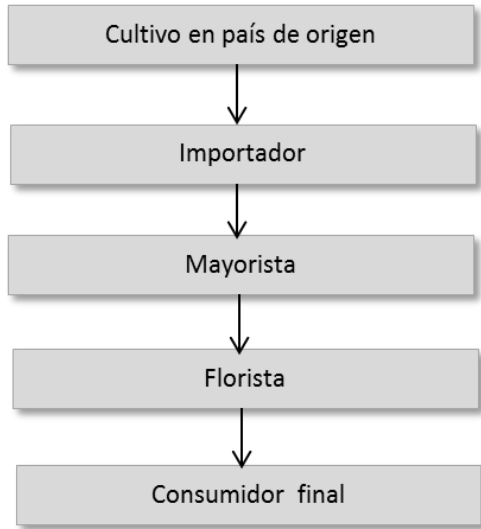 Cultivo en país de origen
Importador
Mayorista
Florista
Consumidor final